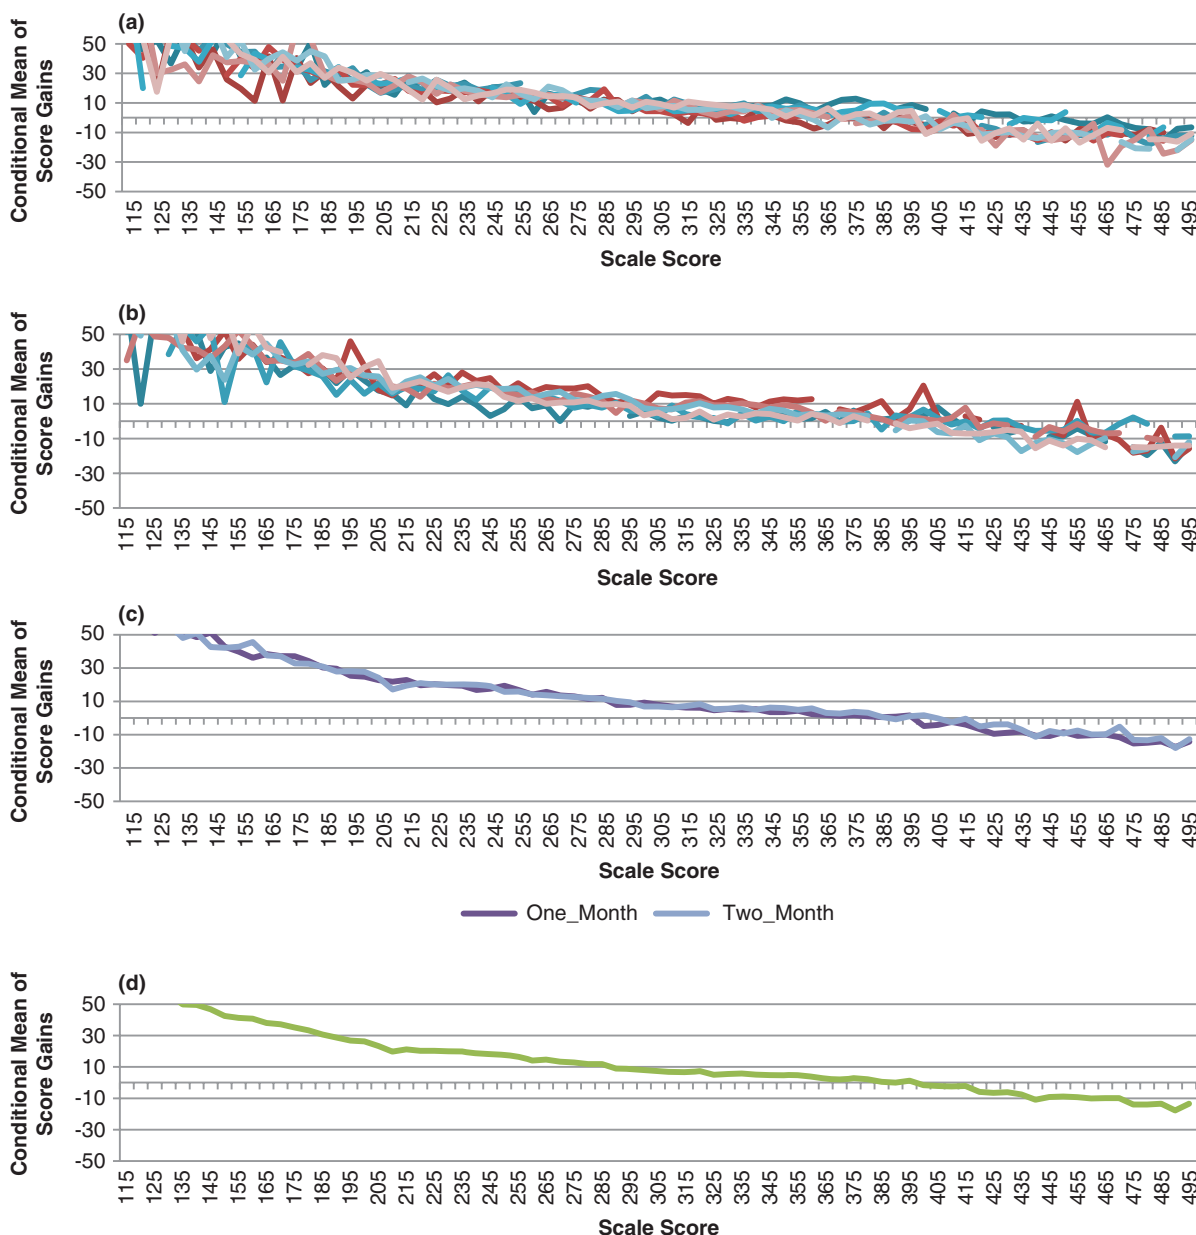 (a)
Conditional Mean of
Score Gains
50
30
10
-10
-30
-50
115 125 135 145 155 165 175 185 195 205 215 225 235 245 255 265 275 285 295 305 315 325 335 345 355 365 375 385 395 405 415 425 435 445 455 465 475 485 495
Scale Score
(b)
Conditional Mean of
Score Gains
50
30
10
-10
-30
-50
115 125 135 145 155 165 175 185 195 205 215 225 235 245 255 265 275 285 295 305 315 325 335 345 355 365 375 385 395 405 415 425 435 445 455 465 475 485 495
Scale Score
(c)
Conditional Mean of
Score Gains
50
30
10
-10
-30
-50
115 125 135 145 155 165 175 185 195 205 215 225 235 245 255 265 275 285 295 305 315 325 335 345 355 365 375 385 395 405 415 425 435 445 455 465 475 485 495
Scale Score
One_Month Two_Month
(d)
Conditional Mean of
Score Gains
50
30
10
-10
-30
-50
115 125 135 145 155 165 175 185 195 205 215 225 235 245 255 265 275 285 295 305 315 325 335 345 355 365 375 385 395 405 415 425 435 445 455 465 475 485 495
Scale Score